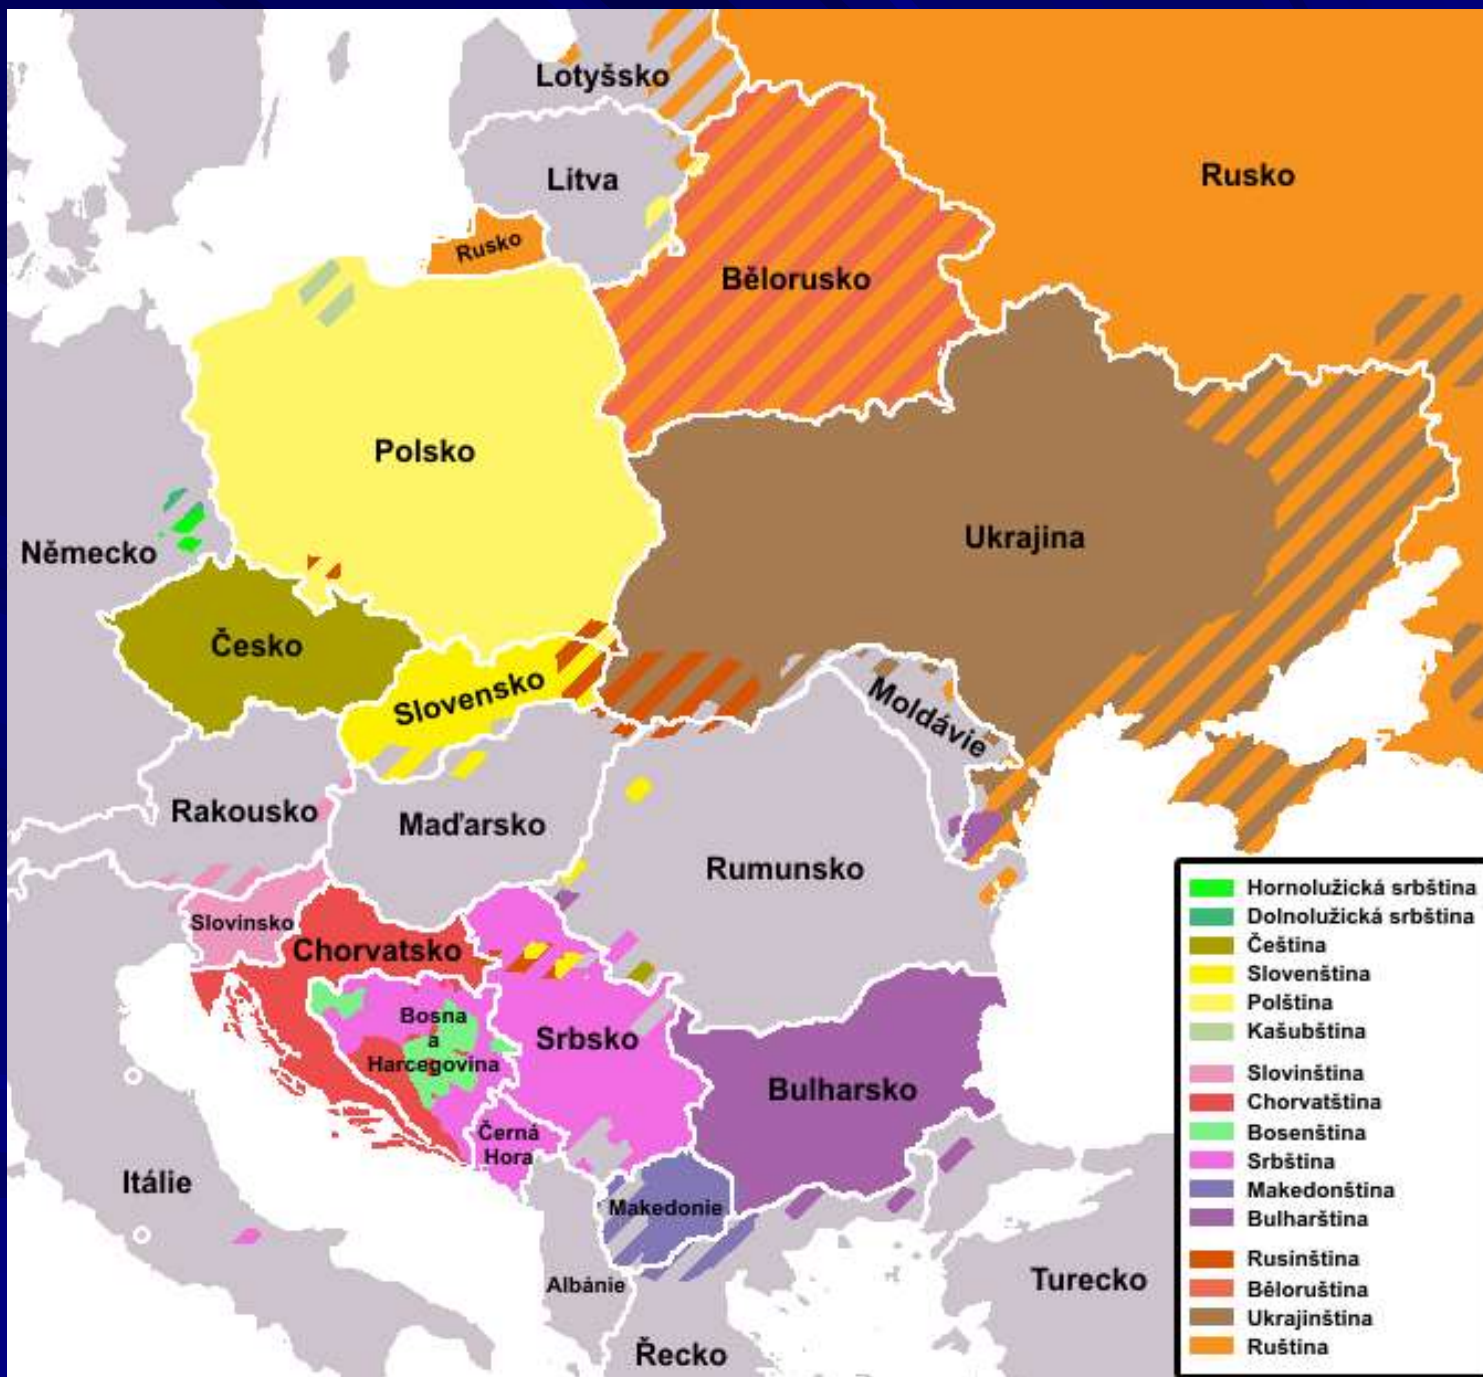 Lotyšsko
Litva
Rusko
Rusko
Bělorusko
Polsko
Ukrajina
Německo
Česko
Slovensko
Moldávie
Rakousko
Maďarsko
Rumunsko
Slovinsko
Chorvatsko
Bosna
a
Harcegovina
Srbsko
Bulharsko
Černá
Hora
Itálie
Makedonie
Albánie
Turecko
Řecko
Hornolužická srbština
Dolnolužická srbština
Čeština
Slovenština
Polština
Kašubština
Slovinština
Chorvatština
Bosenština
Srbština
Makedonština
Bulharština
Rusínština
Běloruština
Ukrajinština
Ruština